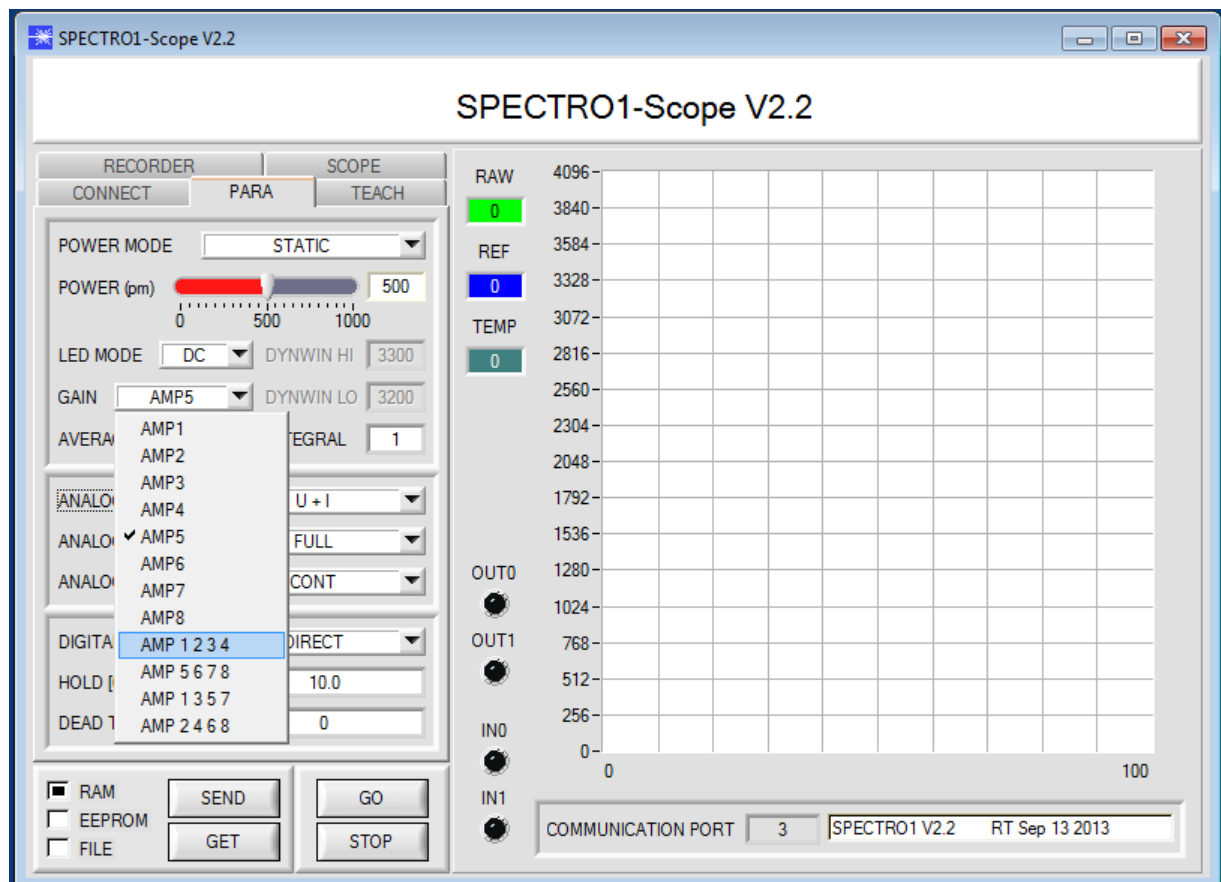 SPECTRO1-Scope V2.2
SPECTRO1-Scope V2.2
RECORDER SCOPE
CONNECT PARA TEACH
POWER MODE STATIC
POWER (pm) 500
0 500 1000
LED MODE DC DYNWIN HI 3300
GAIN AMP5 DYNWIN LO 3200
1
U + I
FULL
CONT
10.0
0
AMP1
AMP2
AMP3
AMP4
AMP5
AMP6
AMP7
AMP8
AMP 1 2 3 4
AMP 5 6 7 8
AMP 1 3 5 7
AMP 2 4 6 8
RAM
EEPROM
FILE
SEND GO
GET STOP
RAW
0
REF
0
TEMP
0
OUT0
OUT1
IN0
IN1
4096
3840
3584
3328
3072
2816
2560
2304
2048
1792
1536
1280
1024
768
512
256
0
0 100
COMMUNICATION PORT 3 SPECTRO1 V2.2 RT Sep 13 2013